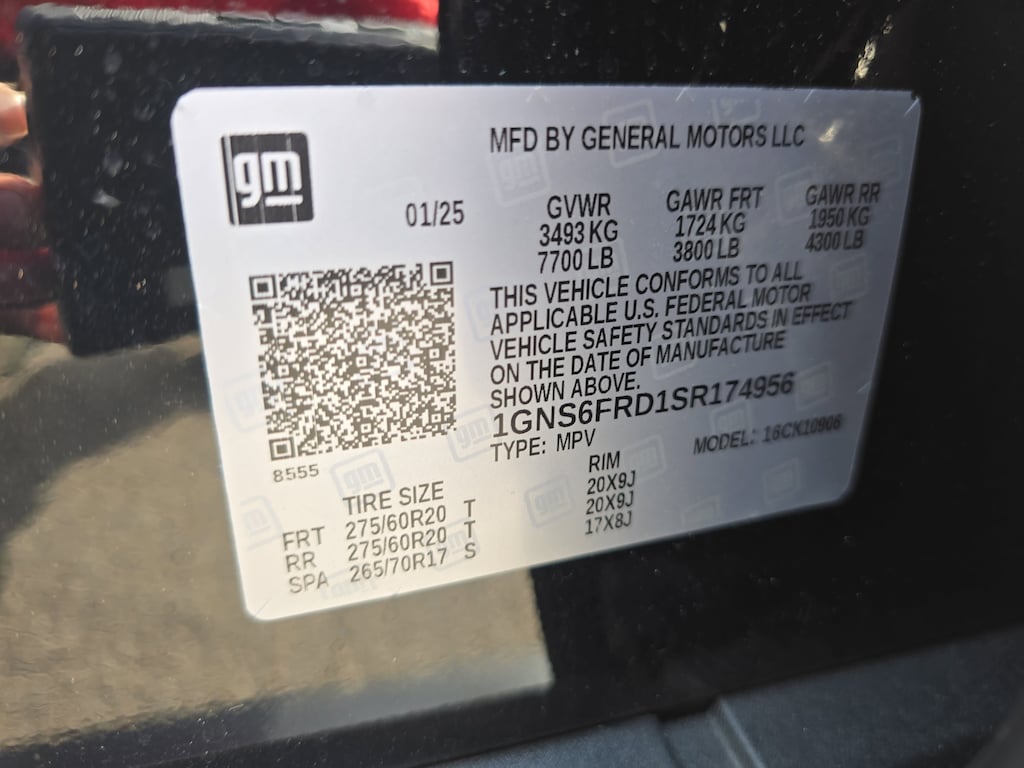 gm
MFD BY GENERAL MOTORS LLC
01/25
GVWR GAWR FRT GAWR RR
3493 KG 1724 KG 1950 KG
7700 LB 3800 LB 4300 LB
THIS VEHICLE CONFORMS TO ALL
APPLICABLE U.S. FEDERAL MOTOR
VEHICLE SAFETY STANDARDS IN EFFECT
ON THE DATE OF MANUFACTURE
SHOWN ABOVE.
1GNS6FRD1SR174956
TYPE: MPV MODEL: 16CK10906
8555
TIRE SIZE RIM
FRT 275/60R20 T 20X9J
RR 275/60R20 T 20X9J
SPA 265/70R17 S 17X8J